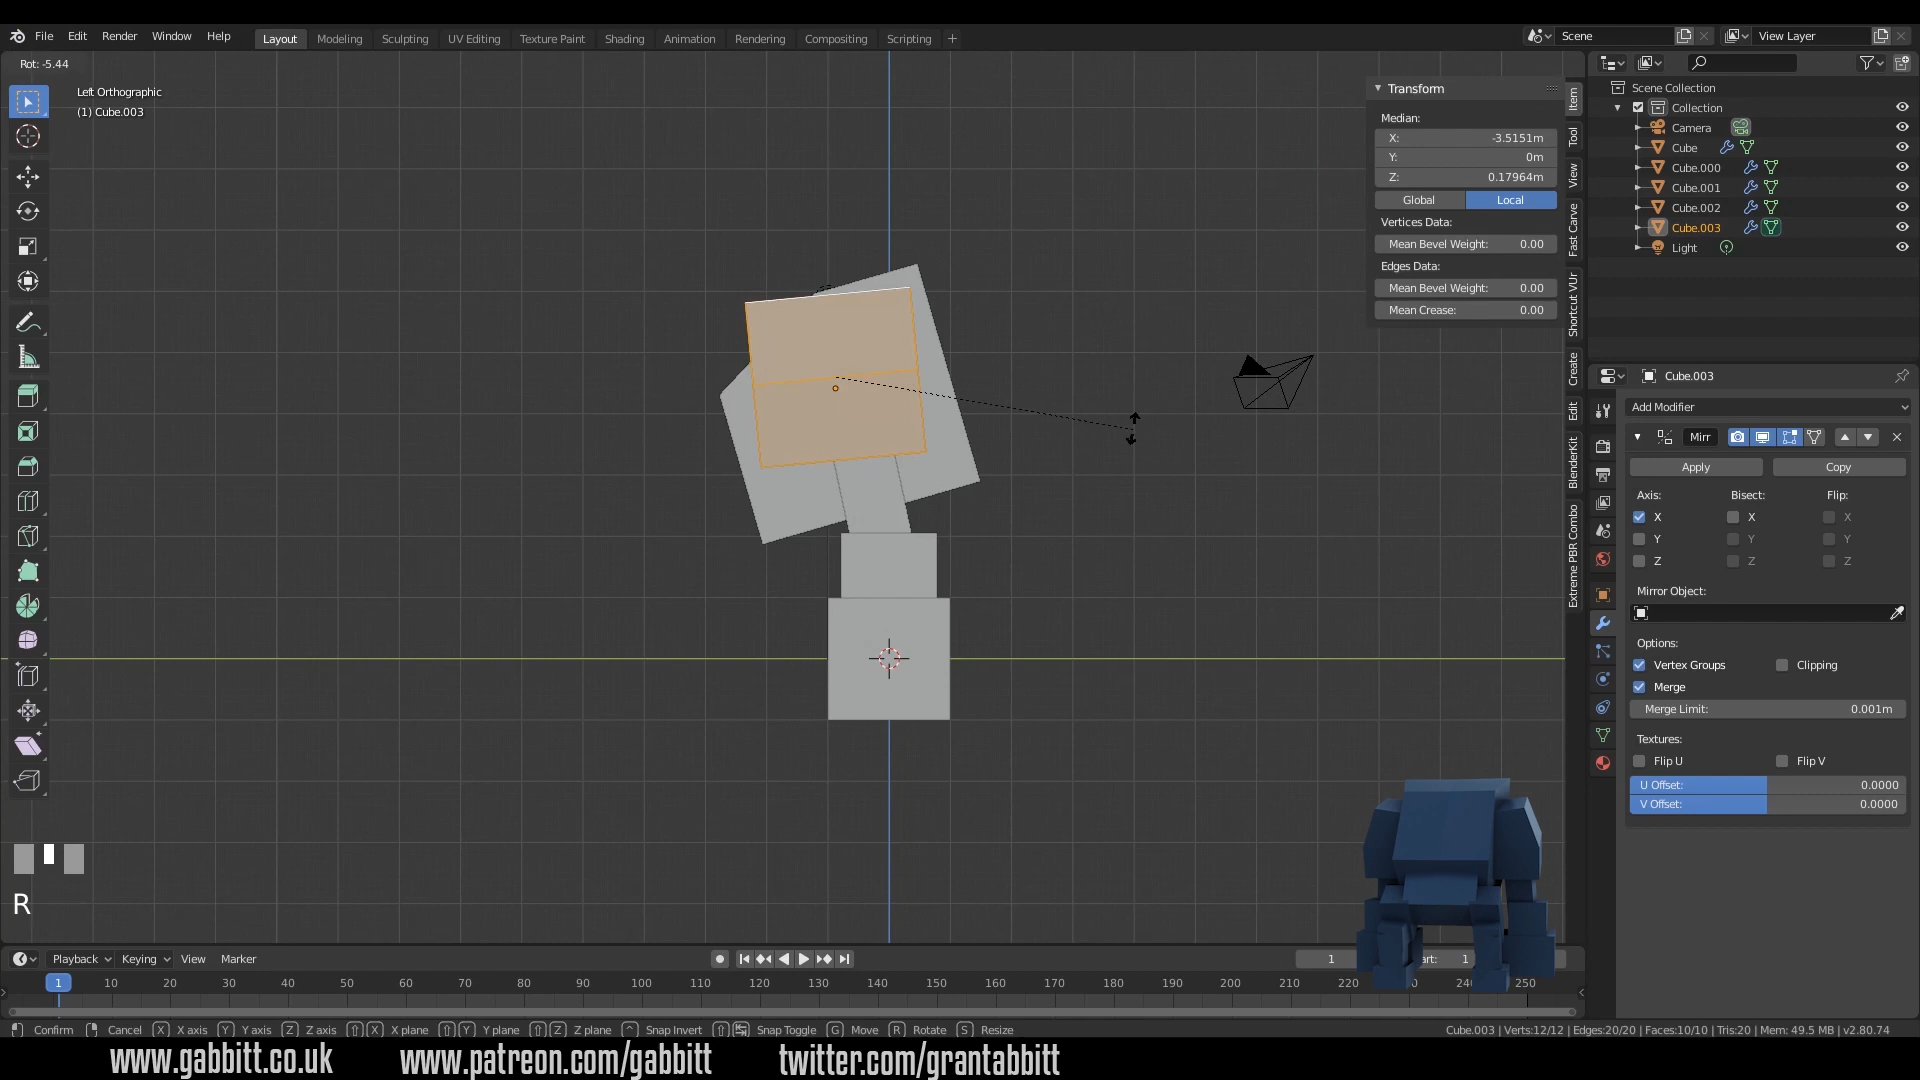 File Edit Render Window Help
Layout Modeling Sculpting UV Editing Texture Paint Shading Animation Rendering Compositing Scripting
Scene
View Layer
Rot: -5.44
Left Orthographic
(1) Cube.003
Transform
Median:
X: -3.5151m
Y: 0m
Z: 0.17964m
Global Local
Vertices Data:
Mean Bevel Weight: 0.00
Edges Data:
Mean Bevel Weight: 0.00
Mean Crease: 0.00
Item
Tool
View
Fast Carve
Shortcut VUr
Create
Edit
BlenderKit
Extreme PBR Combo
Scene Collection
Collection
Camera
Cube
Cube.000
Cube.001
Cube.002
Cube.003
Light
Cube.003
Add Modifier
Mirr
Apply Copy
Axis: Bisect: Flip:
X X X
Y Y Y
Z Z Z
Mirror Object:
Options:
Vertex Groups Clipping
Merge
Merge Limit: 0.001m
Textures:
Flip U Flip V
U Offset: 0.0000
V Offset: 0.0000
R
Playback Keying View Marker
1 art: 1
1 10 20 30 40 50 60 70 80 90 100 110 120 130 140 150 160 170 180 190 200 210 220 250
Confirm Cancel X X axis Y Y axis Z Z axis X X plane Y Y plane Z Z plane Snap Invert Snap Toggle G Move R Rotate S Resize
Cube.003 | Verts:12/12 | Edges:20/20 | Faces:10/10 | Tris:20 | Mem: 49.5 MB | v2.80.74
www.gabbitt.co.uk www.patreon.com/gabbitt twitter.com/grantabbitt